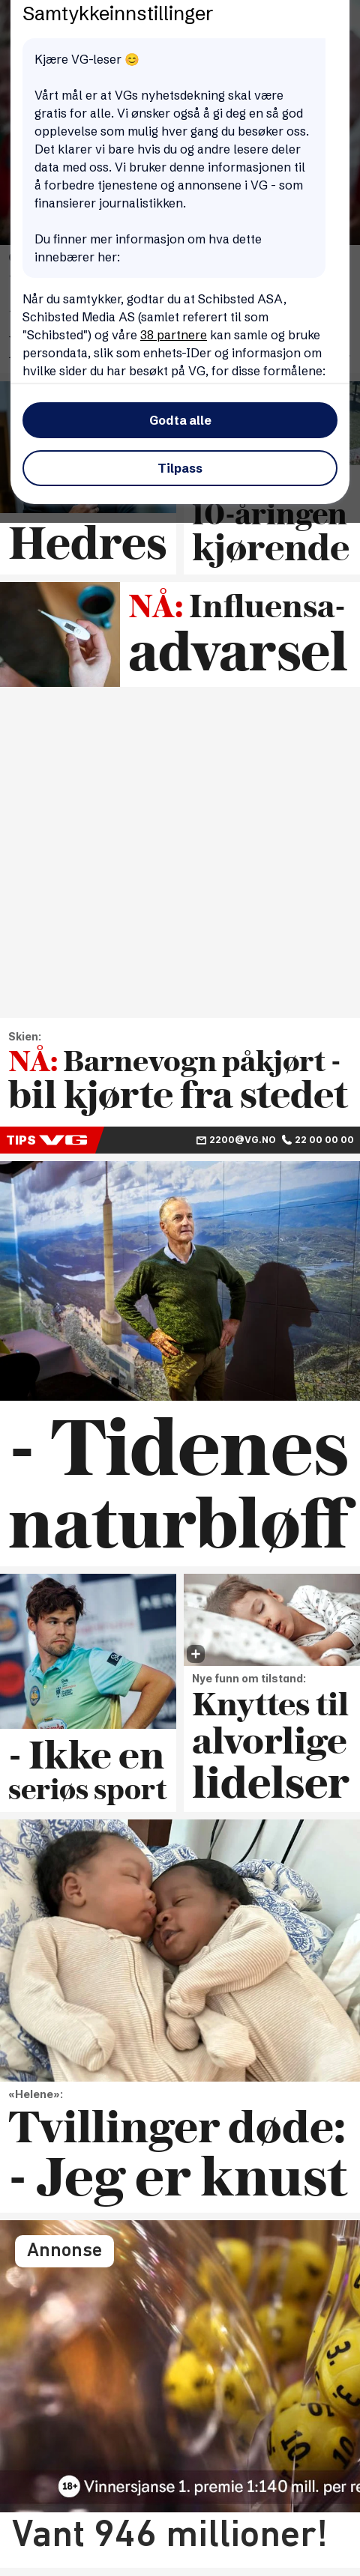 Samtykkeinnstillinger
Kjære VG-leser 😊
Vårt mål er at VGs nyhetsdekning skal være
gratis for alle. Vi ønsker også å gi deg en så god
opplevelse som mulig hver gang du besøker oss.
Det klarer vi bare hvis du og andre lesere deler
data med oss. Vi bruker denne informasjonen til
å forbedre tjenestene og annonsene i VG - som
finansierer journalistikken.
Du finner mer informasjon om hva dette
innebærer her:
Når du samtykker, godtar du at Schibsted ASA,
Schibsted Media AS (samlet referert til som
"Schibsted") og våre 38 partnere kan samle og bruke
persondata, slik som enhets-IDer og informasjon om
hvilke sider du har besøkt på VG, for disse formålene:
Godta alle
Tilpass
Hedres
10-åringen
kjørende
NÅ: Influensa-
advarsel
Skien:
NÅ: Barnevogn påkjørt -
bil kjørte fra stedet
TIPS VG 2200@VG.NO 22 00 00 00
- Tidenes
naturbløff
- Ikke en
seriøs sport
Nye funn om tilstand:
Knyttes til
alvorlige
lidelser
«Helene»:
Tvillinger døde:
- Jeg er knust
Annonse
18+ Vinnersjanse 1. premie 1:140 mill. per re
Vant 946 millioner!